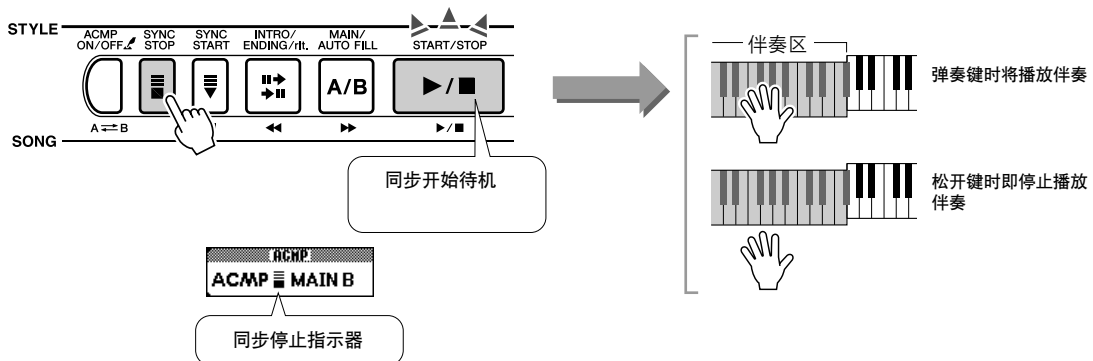 STYLE
ACMP ON/OFF
SYNC STOP
SYNC START
INTRO/ ENDING/rit.
MAIN/ AUTO FILL
START/STOP
A/B
A B
SONG
同步开始待机
ACMP
ACMP MAIN B
同步停止指示器
伴奏区
弹奏键时将播放伴奏
松开键时即停止播放
伴奏